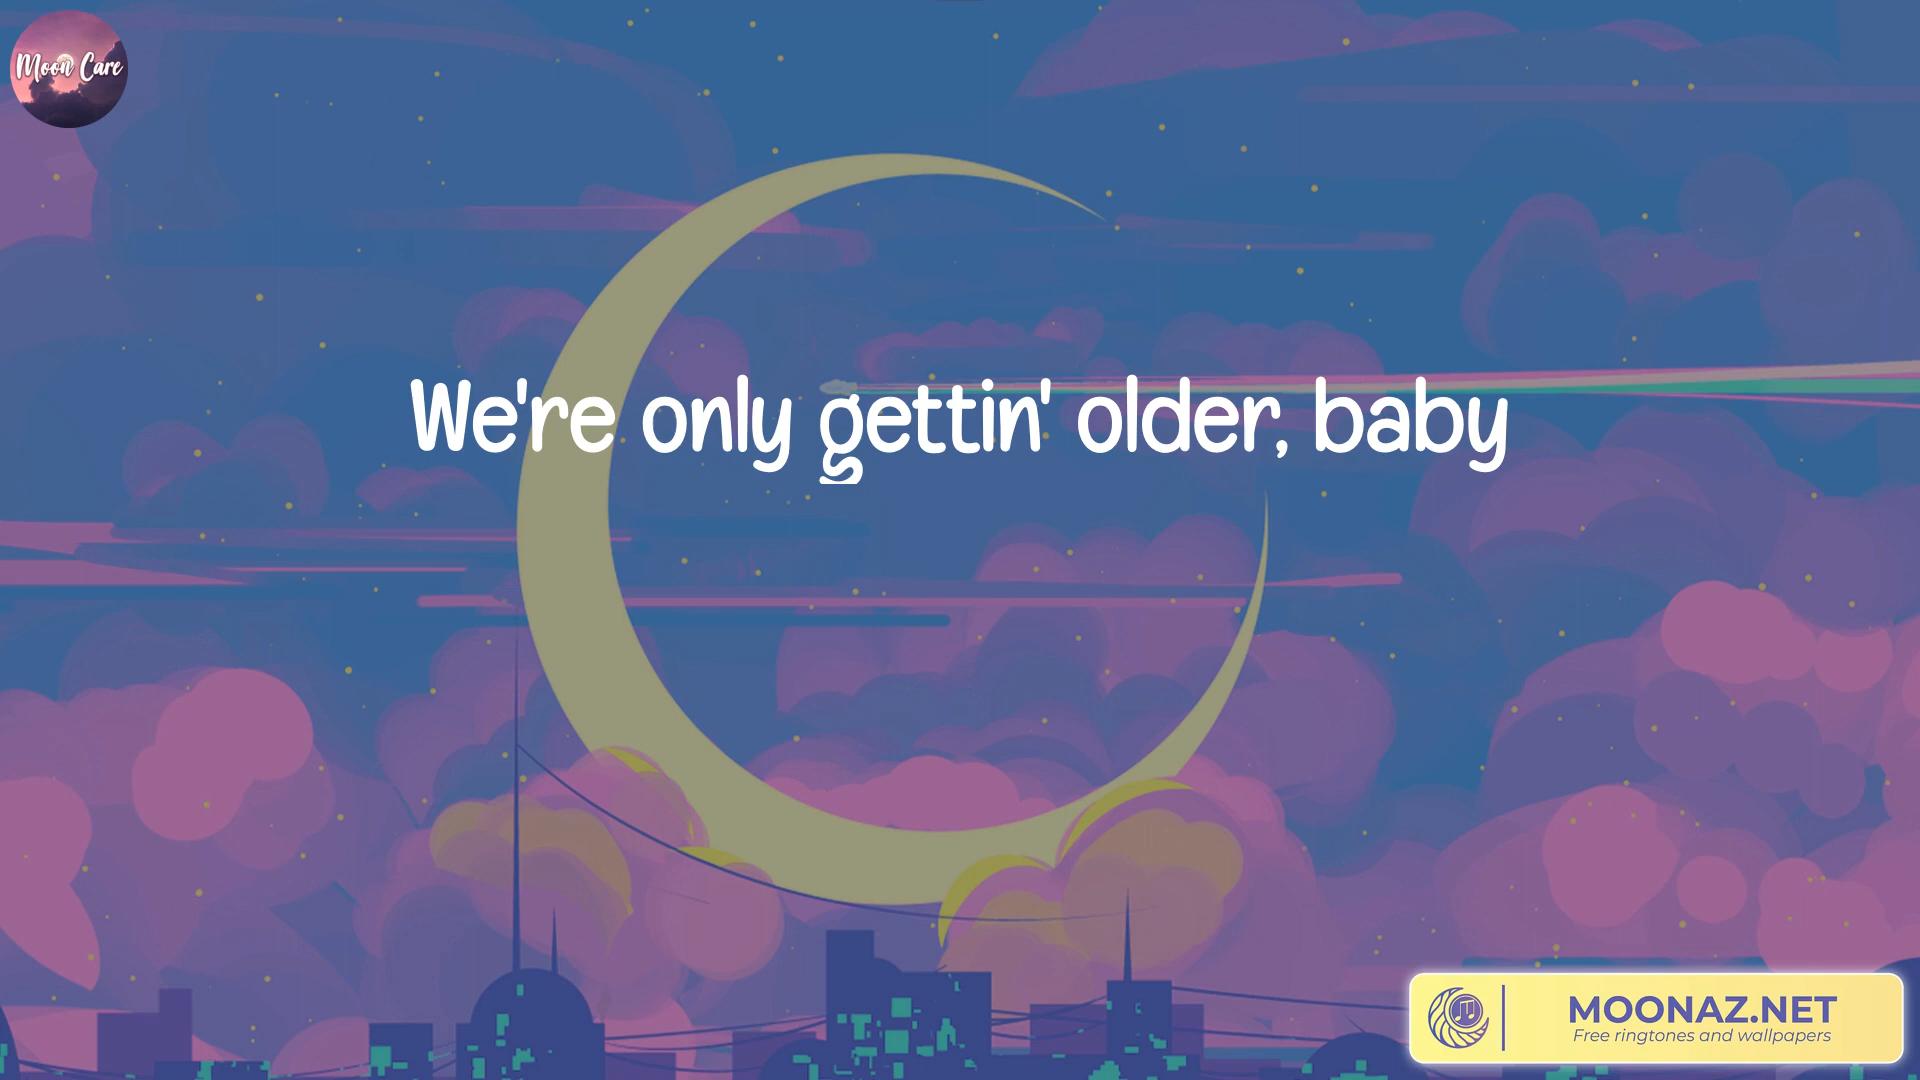 Moon Care
We're only gettin' older, baby
MOONAZ.NET
Free ringtones and wallpapers